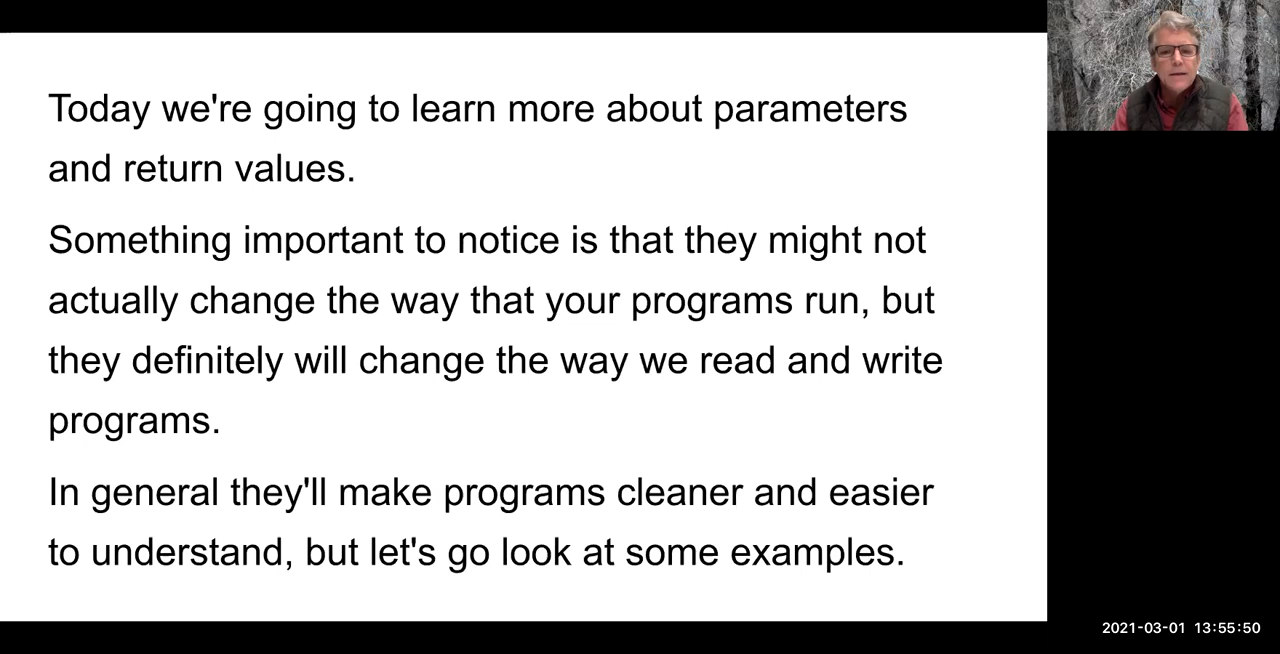 Today we're going to learn more about parameters
and return values.
Something important to notice is that they might not
actually change the way that your programs run, but
they definitely will change the way we read and write
programs.
In general they'll make programs cleaner and easier
to understand, but let's go look at some examples.
2021-03-01 13:55:50